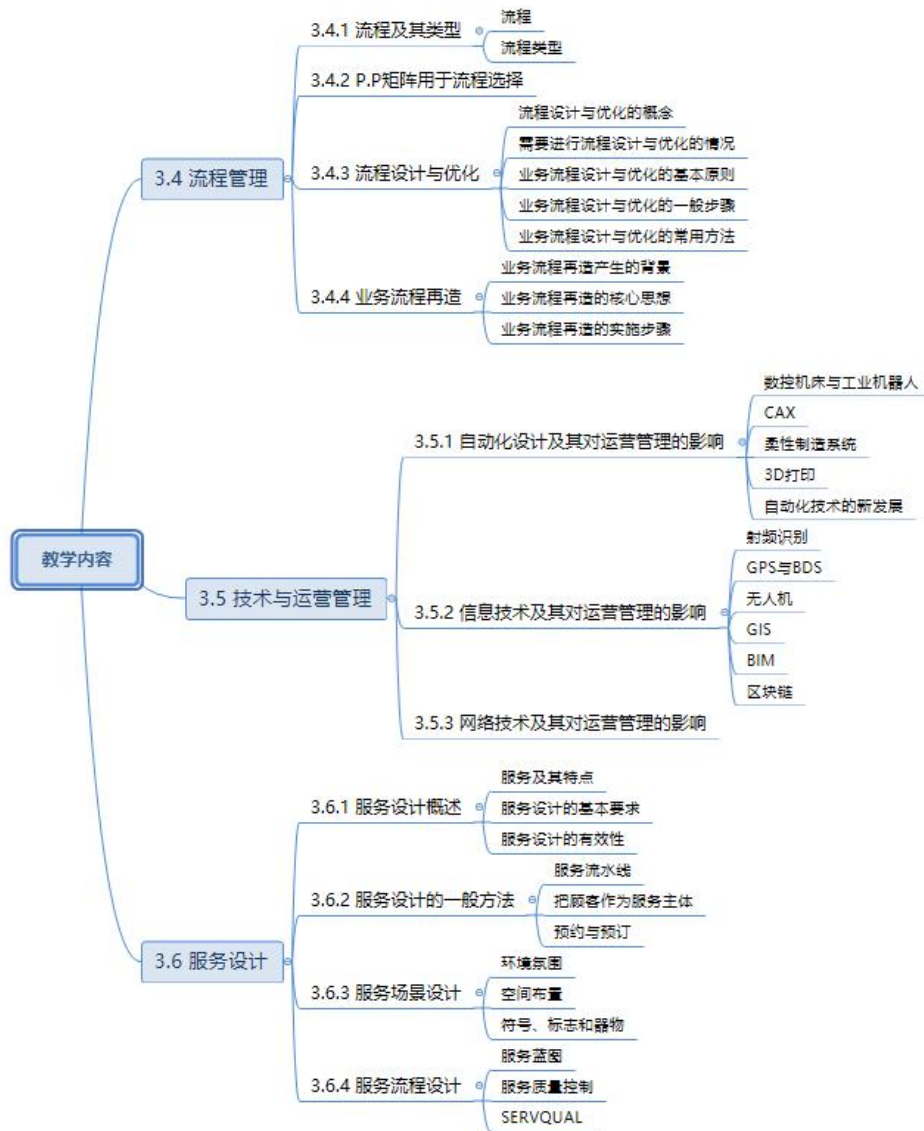 教学内容
3.4 流程管理
3.4.1 流程及其类型
流程
流程类型
3.4.2 P.P矩阵用于流程选择
3.4.3 流程设计与优化
流程设计与优化的概念
需要进行流程设计与优化的情况
业务流程设计与优化的基本原则
业务流程设计与优化的一般步骤
业务流程设计与优化的常用方法
3.4.4 业务流程再造
业务流程再造产生的背景
业务流程再造的核心思想
业务流程再造的实施步骤
3.5 技术与运营管理
3.5.1 自动化设计及其对运营管理的影响
数控机床与工业机器人
CAX
柔性制造系统
3D打印
自动化技术的新发展
3.5.2 信息技术及其对运营管理的影响
射频识别
GPS与BDS
无人机
GIS
BIM
区块链
3.5.3 网络技术及其对运营管理的影响
3.6 服务设计
3.6.1 服务设计概述
服务及其特点
服务设计的基本要求
服务设计的有效性
3.6.2 服务设计的一般方法
服务流水线
把顾客作为服务主体
预约与预订
3.6.3 服务场景设计
环境氛围
空间布置
符号、标志和器物
3.6.4 服务流程设计
服务蓝图
服务质量控制
SERVQUAL